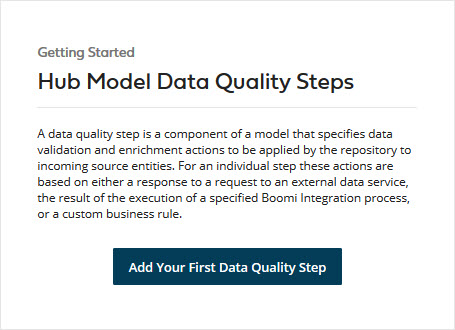 Getting Started
Hub Model Data Quality Steps
A data quality step is a component of a model that specifies data
validation and enrichment actions to be applied by the repository to
incoming source entities. For an individual step these actions are
based on either a response to a request to an external data service,
the result of the execution of a specified Boomi Integration process,
or a custom business rule.
Add Your First Data Quality Step